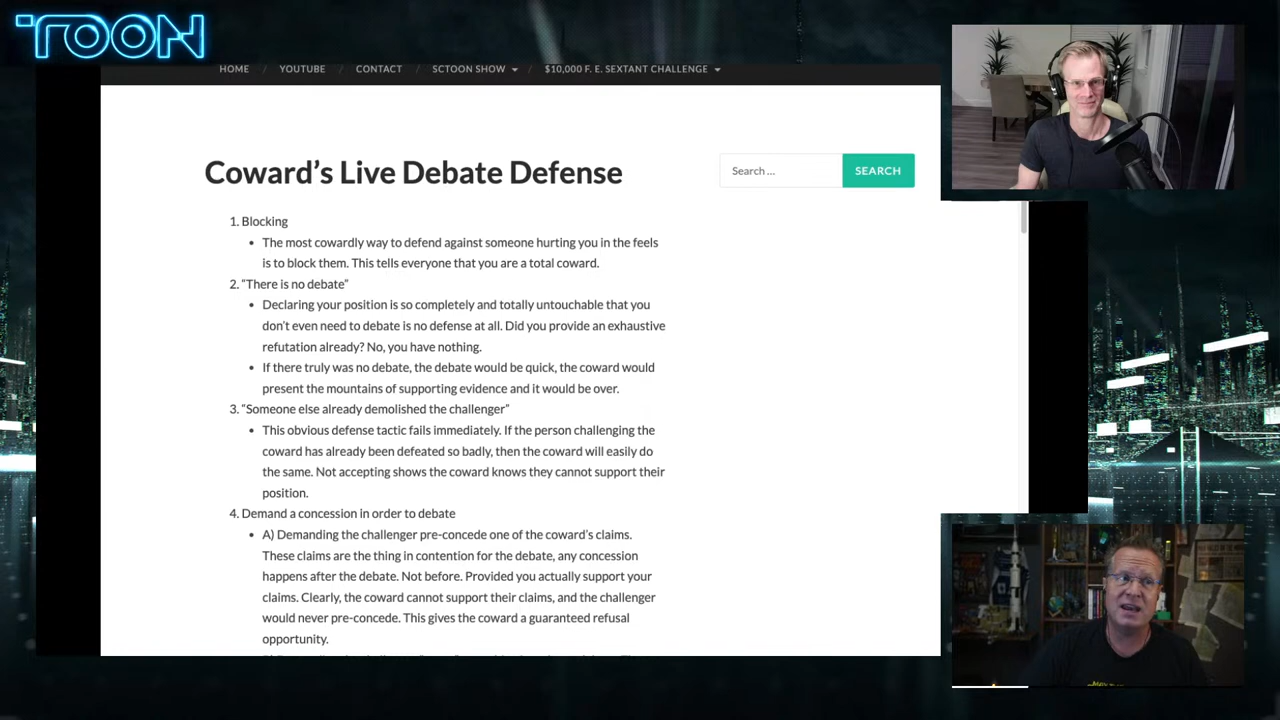 TOON
HOME / YOUTUBE / CONTACT / SCTOON SHOW / $10,000 F. E. SEXTANT CHALLENGE
Coward's Live Debate Defense
Search …
SEARCH
1. Blocking
• The most cowardly way to defend against someone hurting you in the feels
is to block them. This tells everyone that you are a total coward.
2. “There is no debate”
• Declaring your position is so completely and totally untouchable that you
don't even need to debate is no defense at all. Did you provide an exhaustive
refutation already? No, you have nothing.
• If there truly was no debate, the debate would be quick, the coward would
present the mountains of supporting evidence and it would be over.
3. “Someone else already demolished the challenger”
• This obvious defense tactic fails immediately. If the person challenging the
coward has already been defeated so badly, then the coward will easily do
the same. Not accepting shows the coward knows they cannot support their
position.
4. Demand a concession in order to debate
• A) Demanding the challenger pre-concede one of the coward's claims.
These claims are the thing in contention for the debate, any concession
happens after the debate. Not before. Provided you actually support your
claims. Clearly, the coward cannot support their claims, and the challenger
would never pre-concede. This gives the coward a guaranteed refusal
opportunity.